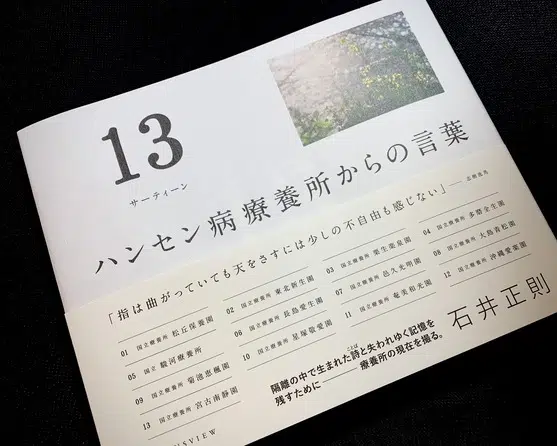 13
サーティーン
ハンセン病療養所からの言葉
「指は曲がっていても天をさすには少しの不自由も感じない」──
01 国立療養所 松丘保養園
02 国立療養所 東北新生園
03 国立療養所 栗生楽泉園
04 国立療養所 多磨全生園
05 国立療養所 駿河療養所
06 国立療養所 長島愛生園
07 国立療養所 邑久光明園
08 国立療養所 大島青松園
09 国立療養所 菊池恵楓園
10 国立療養所 星塚敬愛園
11 国立療養所 奄美和光園
12 国立療養所 沖縄愛楽園
13 国立療養所 宮古南静園
隔離の中で生まれた詩と失われゆく記憶を
ことば
残すために──療養所の現在を撮る。
石井正則